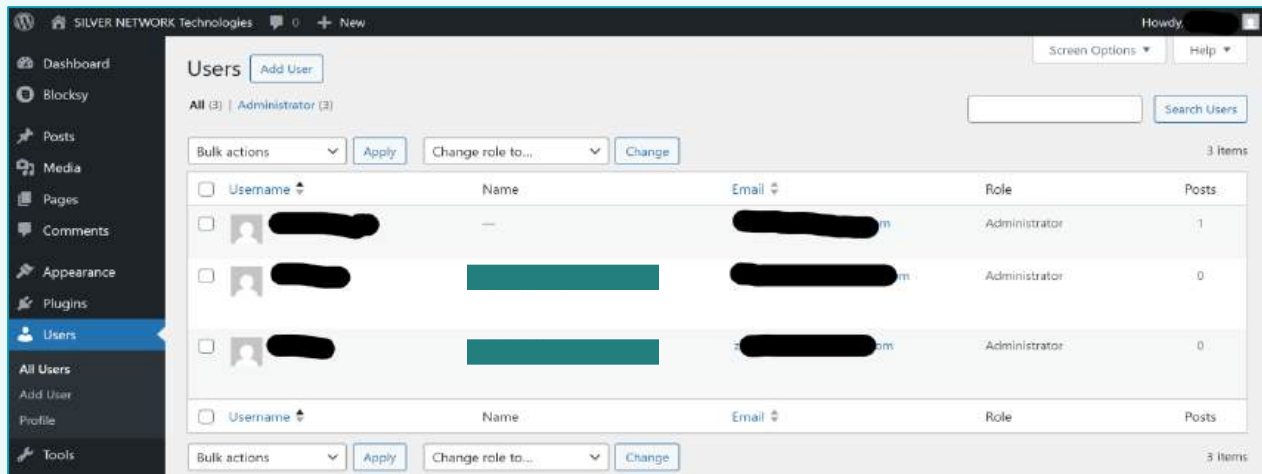 SILVER NETWORK Technologies 0 + New Howdy,
Screen Options ▼ Help ▼
Dashboard
Blocksy
Posts
Media
Pages
Comments
Appearance
Plugins
Users
All Users
Add User
Profile
Tools
Users Add User
All (3) | Administrator (3)
Search Users
Bulk actions Apply Change role to... Change 3 items
Username Name Email Role Posts
— m Administrator 1
om Administrator 0
z om Administrator 0
Username Name Email Role Posts
Bulk actions Apply Change role to... Change 3 items